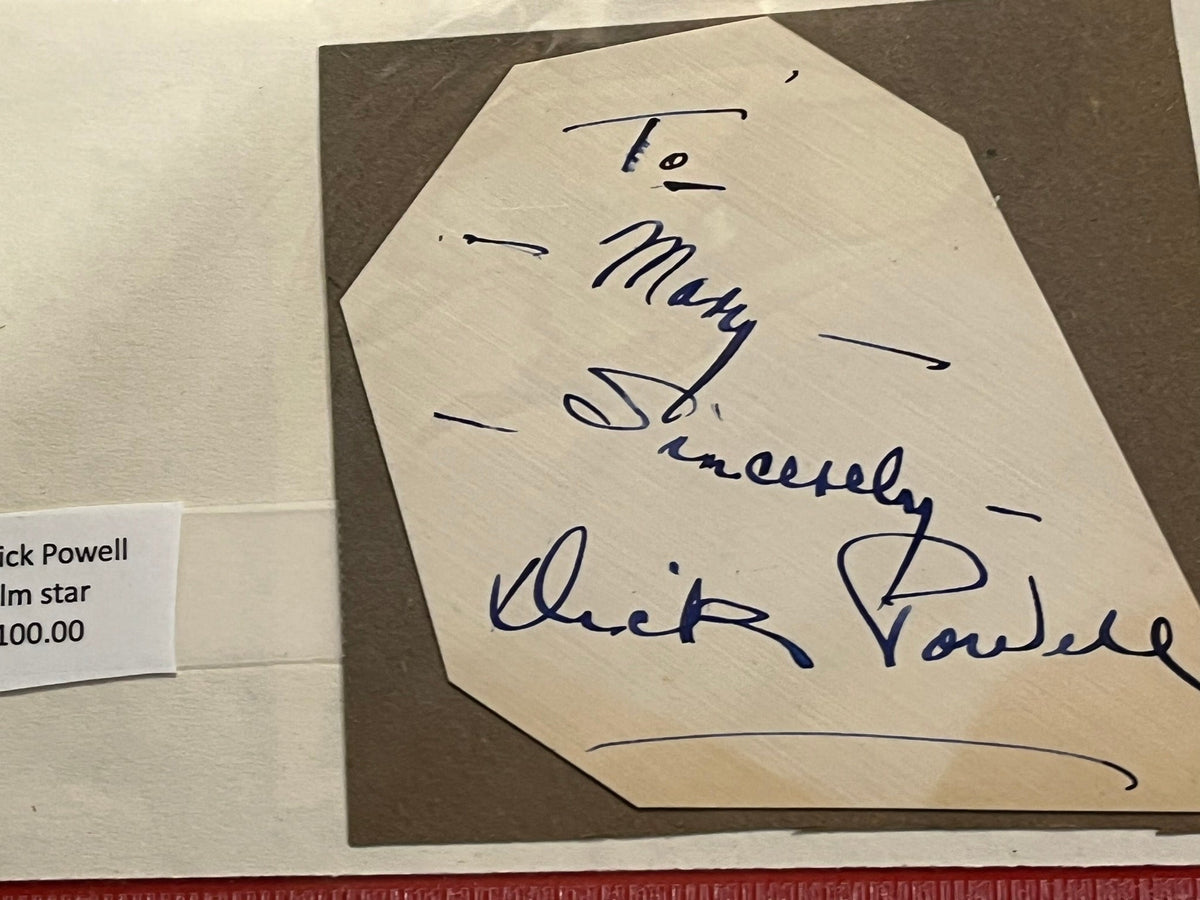 To
— Mary —
— Sincerely —
Dick Powell
ick Powell
lm star
100.00